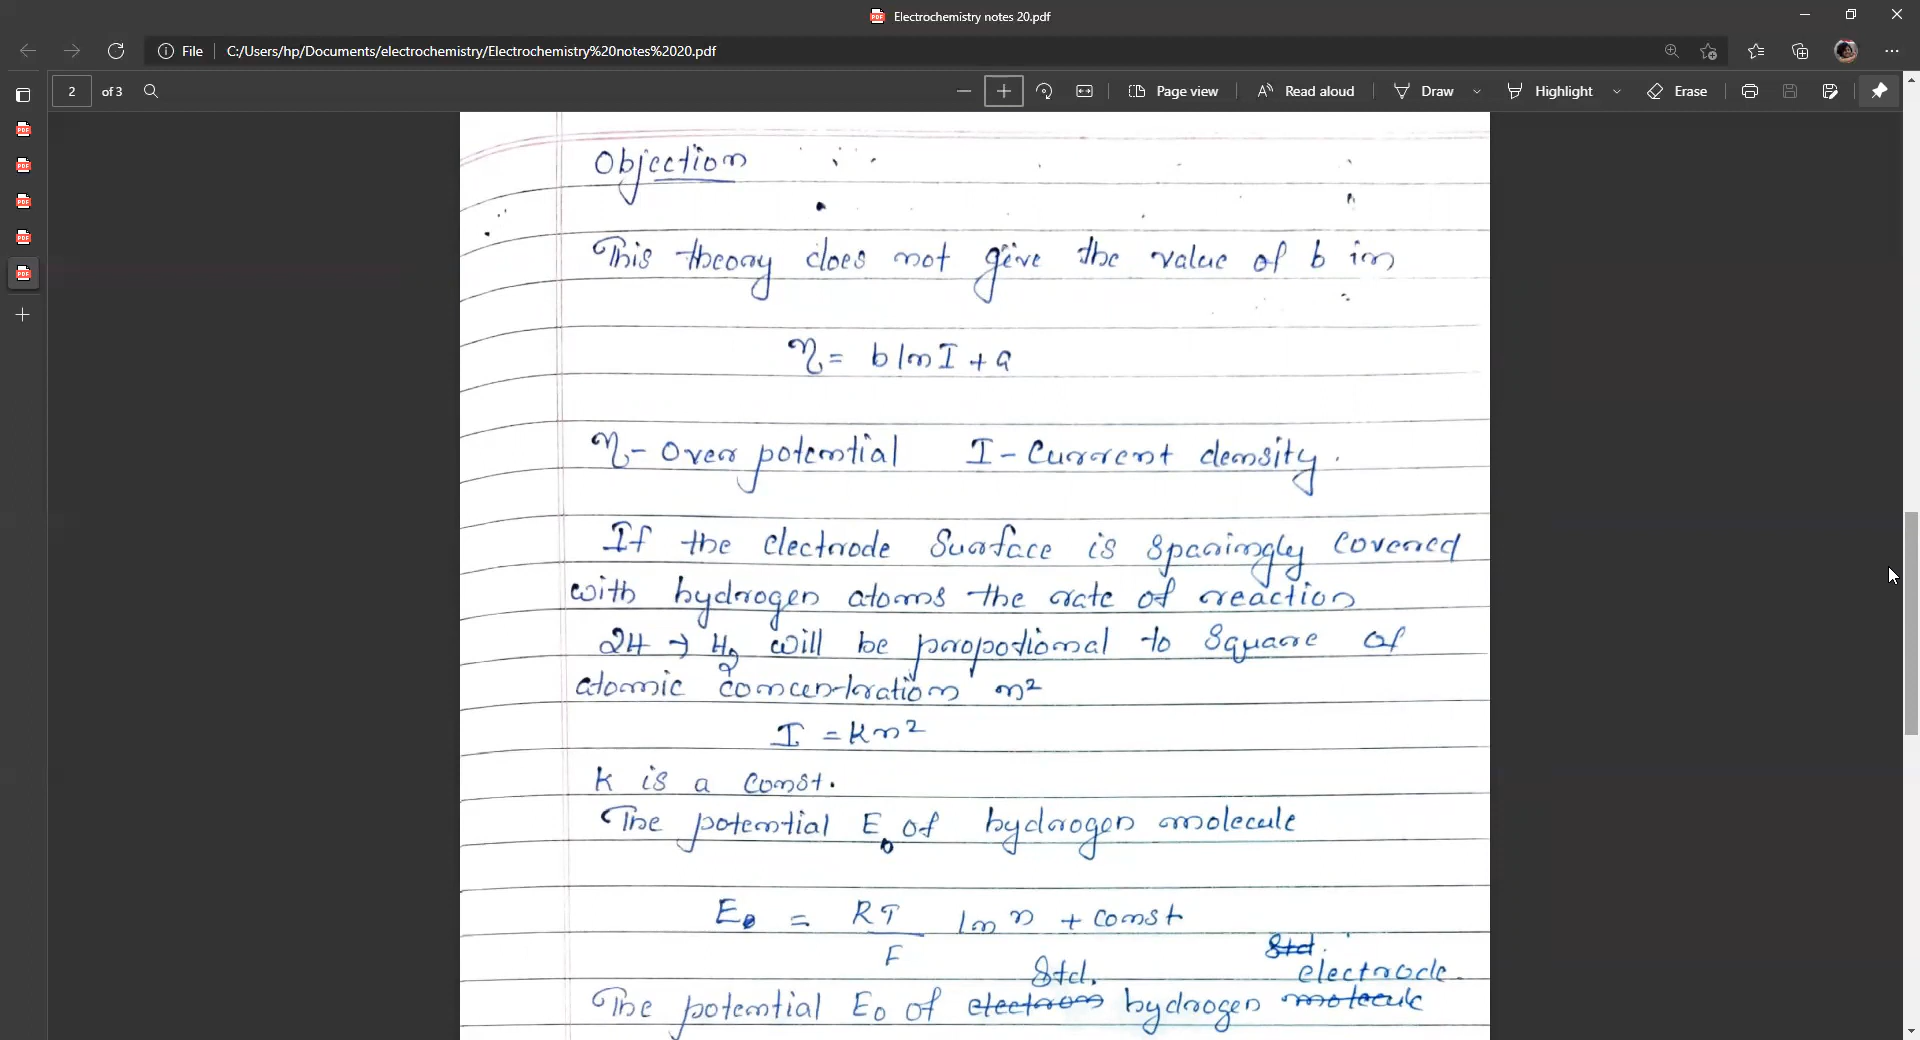 Electrochemistry notes 20.pdf
File C:/Users/hp/Documents/electrochemistry/Electrochemistry%20notes%2020.pdf
2 of 3 Page view Read aloud Draw Highlight Erase
Objection
This theory does not give the value of b in
η = b ln I + a
η - Over potential I - Current density.
If the electrode Surface is Sparingly Covered
with hydrogen atoms the rate of reaction
2H → H2 will be propotional to Square of
atomic concentration n²
I = kn²
k is a const.
The potential E0 of hydrogen molecule
E0 = RT/F ln n + const
Std. Std. electrode
The potential E0 of electron hydrogen molecule